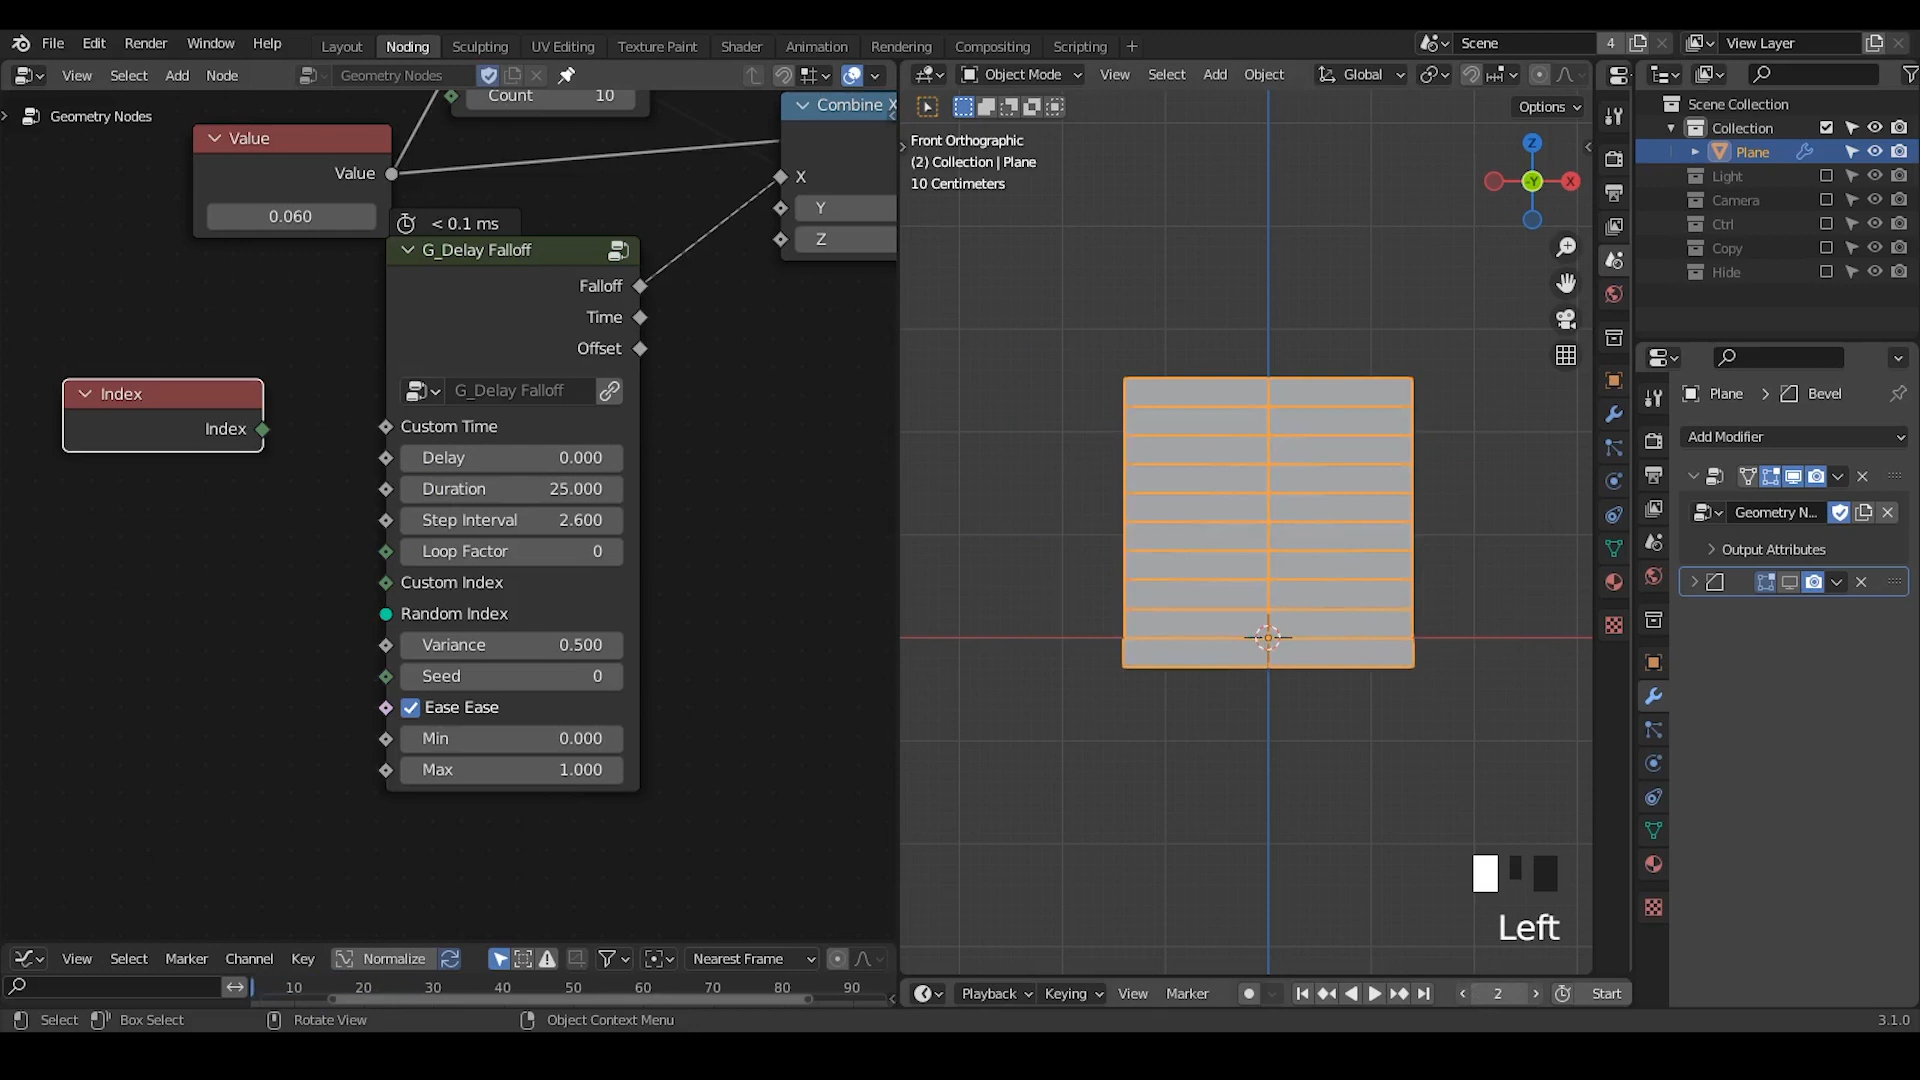 File Edit Render Window Help Layout Noding Sculpting UV Editing Texture Paint Shader Animation Rendering Compositing Scripting + Scene 4 View Layer
View Select Add Node Geometry Nodes
Object Mode View Select Add Object Global
Options
Geometry Nodes
Count 10
Combine X
X
Y
Z
Value
Value
0.060
< 0.1 ms
G_Delay Falloff
Falloff
Time
Offset
G_Delay Falloff
Custom Time
Delay 0.000
Duration 25.000
Step Interval 2.600
Loop Factor 0
Custom Index
Random Index
Variance 0.500
Seed 0
Ease Ease
Min 0.000
Max 1.000
Index
Index
Front Orthographic
(2) Collection | Plane
10 Centimeters
Z
X
-Y
Left
Scene Collection
Collection
Plane
Light
Camera
Ctrl
Copy
Hide
Plane > Bevel
Add Modifier
Geometry N...
Output Attributes
View Select Marker Channel Key Normalize Nearest Frame
10 20 30 40 50 60 70 80 90
Playback Keying View Marker 2 Start
Select Box Select Rotate View Object Context Menu 3.1.0